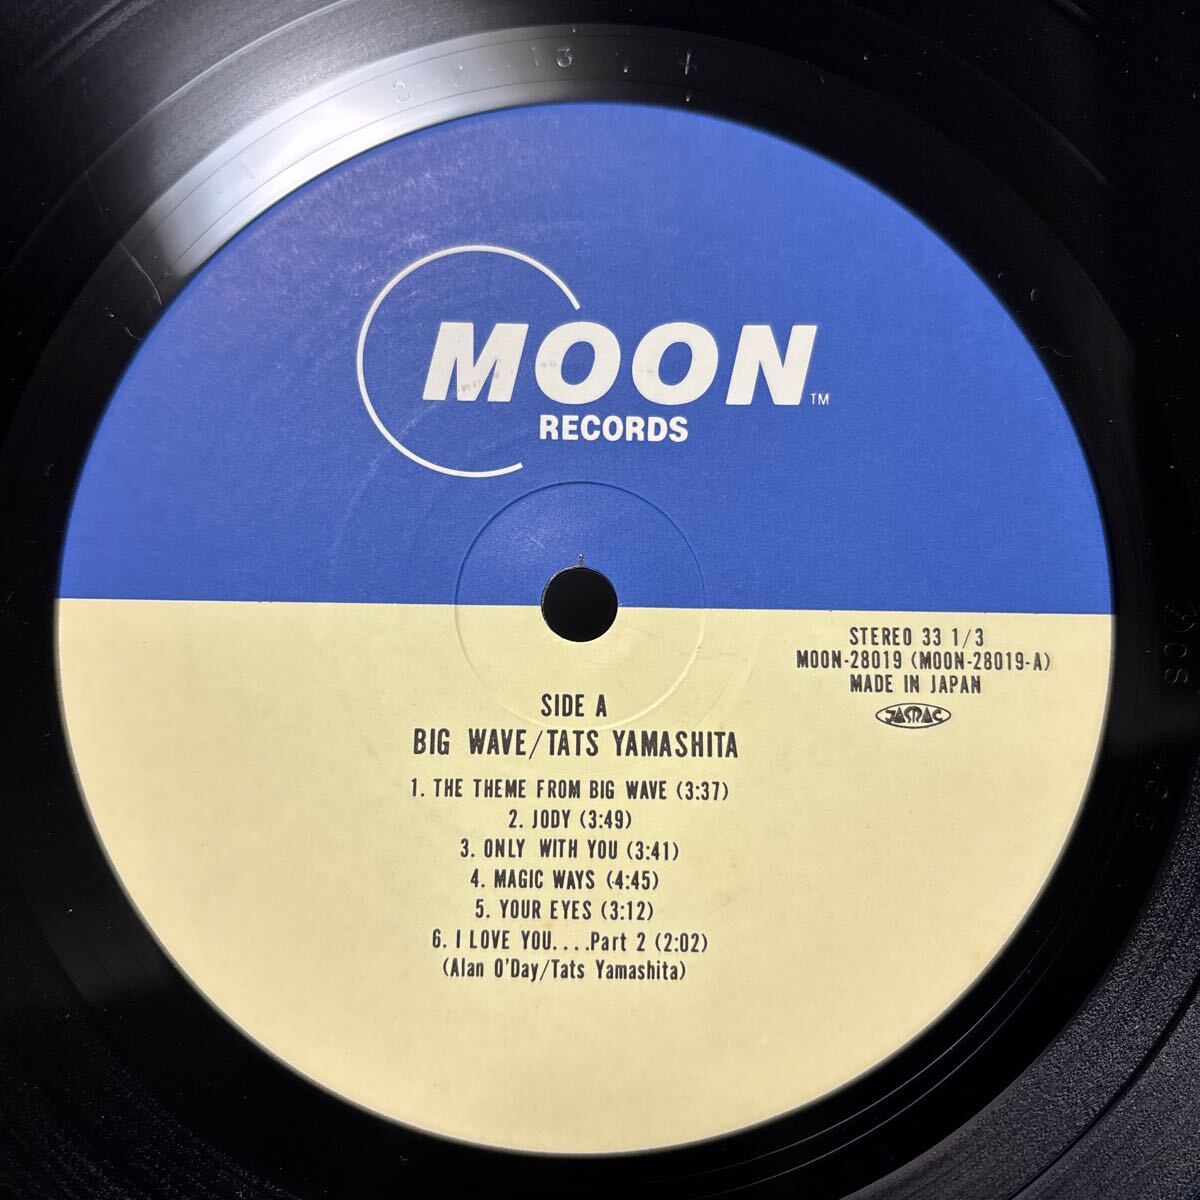 MOON
TM
RECORDS
STEREO 33 1/3
MOON-28019 (MOON-28019-A)
MADE IN JAPAN
JASRAC
SIDE A
BIG WAVE/TATS YAMASHITA
1. THE THEME FROM BIG WAVE (3:37)
2. JODY (3:49)
3. ONLY WITH YOU (3:41)
4. MAGIC WAYS (4:45)
5. YOUR EYES (3:12)
6. I LOVE YOU....Part 2 (2:02)
(Alan O'Day/Tats Yamashita)